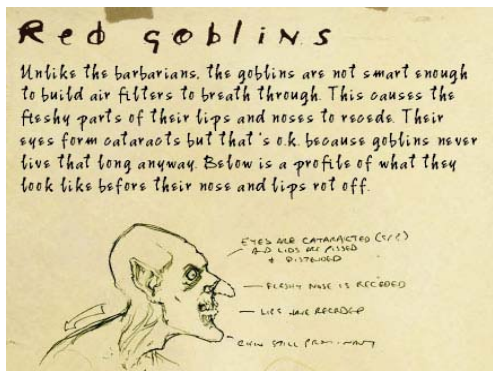 Red goblins
Unlike the barbarians, the goblins are not smart enough
to build air filters to breath through. This causes the
fleshy parts of their lips and noses to recede. Their
eyes form cataracts but that's o.k. because goblins never
live that long anyway. Below is a profile of what they
look like before their nose and lips rot off.
EYES ARE CATARACTED
LIDS ARE PISSED
& DISTENDED
FLESHY NOSE IS RECEDED
LIPS HAVE RECEDED
CHIN STILL